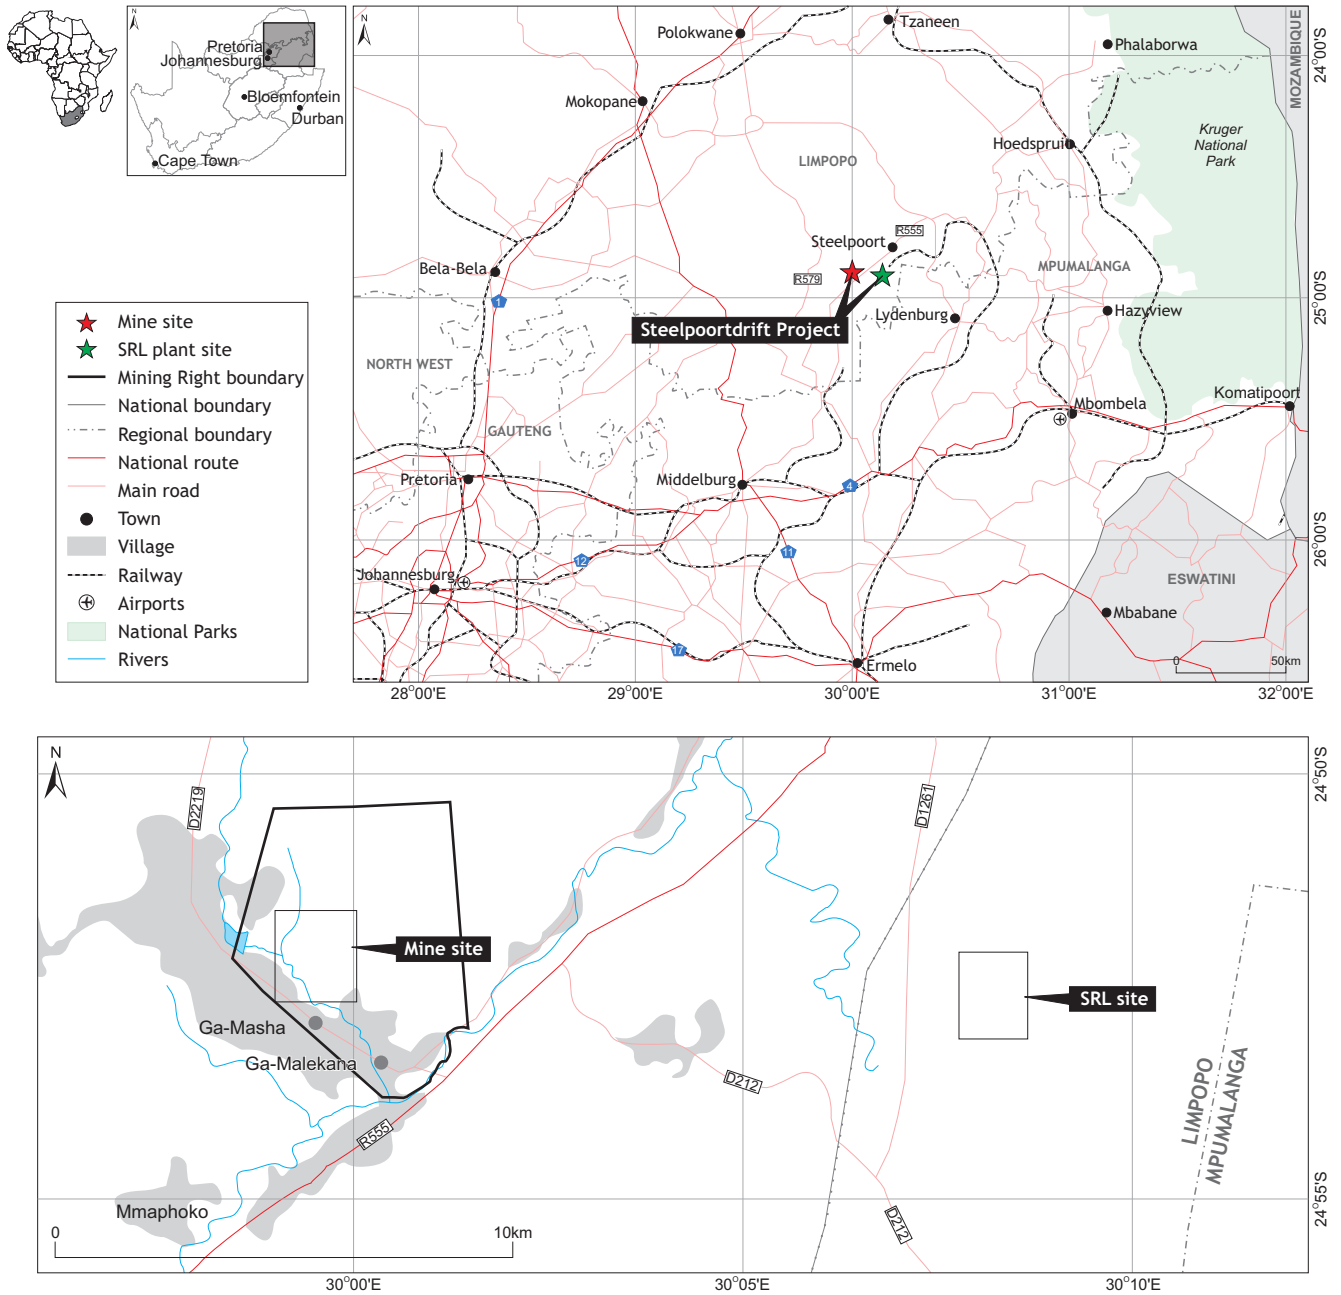 Pretoria
Johannesburg
Bloemfontein
Durban
Cape Town
N
Mine site
SRL plant site
Mining Right boundary
National boundary
Regional boundary
National route
Main road
Town
Village
Railway
Airports
National Parks
Rivers
N
Polokwane
Tzaneen
Phalaborwa
MOZAMBIQUE
24°00'S
Mokopane
Hoedspruit
Kruger
National
Park
LIMPOPO
R555
Steelpoort
Bela-Bela
MPUMALANGA
R579
1
25°00'S
Steelpoortdrift Project
Lydenburg
Hazyview
NORTH WEST
Komatipoort
Mbombela
GAUTENG
Pretoria
Middelburg
4
26°00'S
12
11
Johannesburg
ESWATINI
Mbabane
17
Ermelo
0
50km
28°00'E
29°00'E
30°00'E
31°00'E
32°00'E
N
24°50'S
D2219
D1261
Mine site
SRL site
Ga-Masha
Ga-Malekana
D212
LIMPOPO
MPUMALANGA
R555
24°55'S
Mmaphoko
D212
0
10km
30°00'E
30°05'E
30°10'E